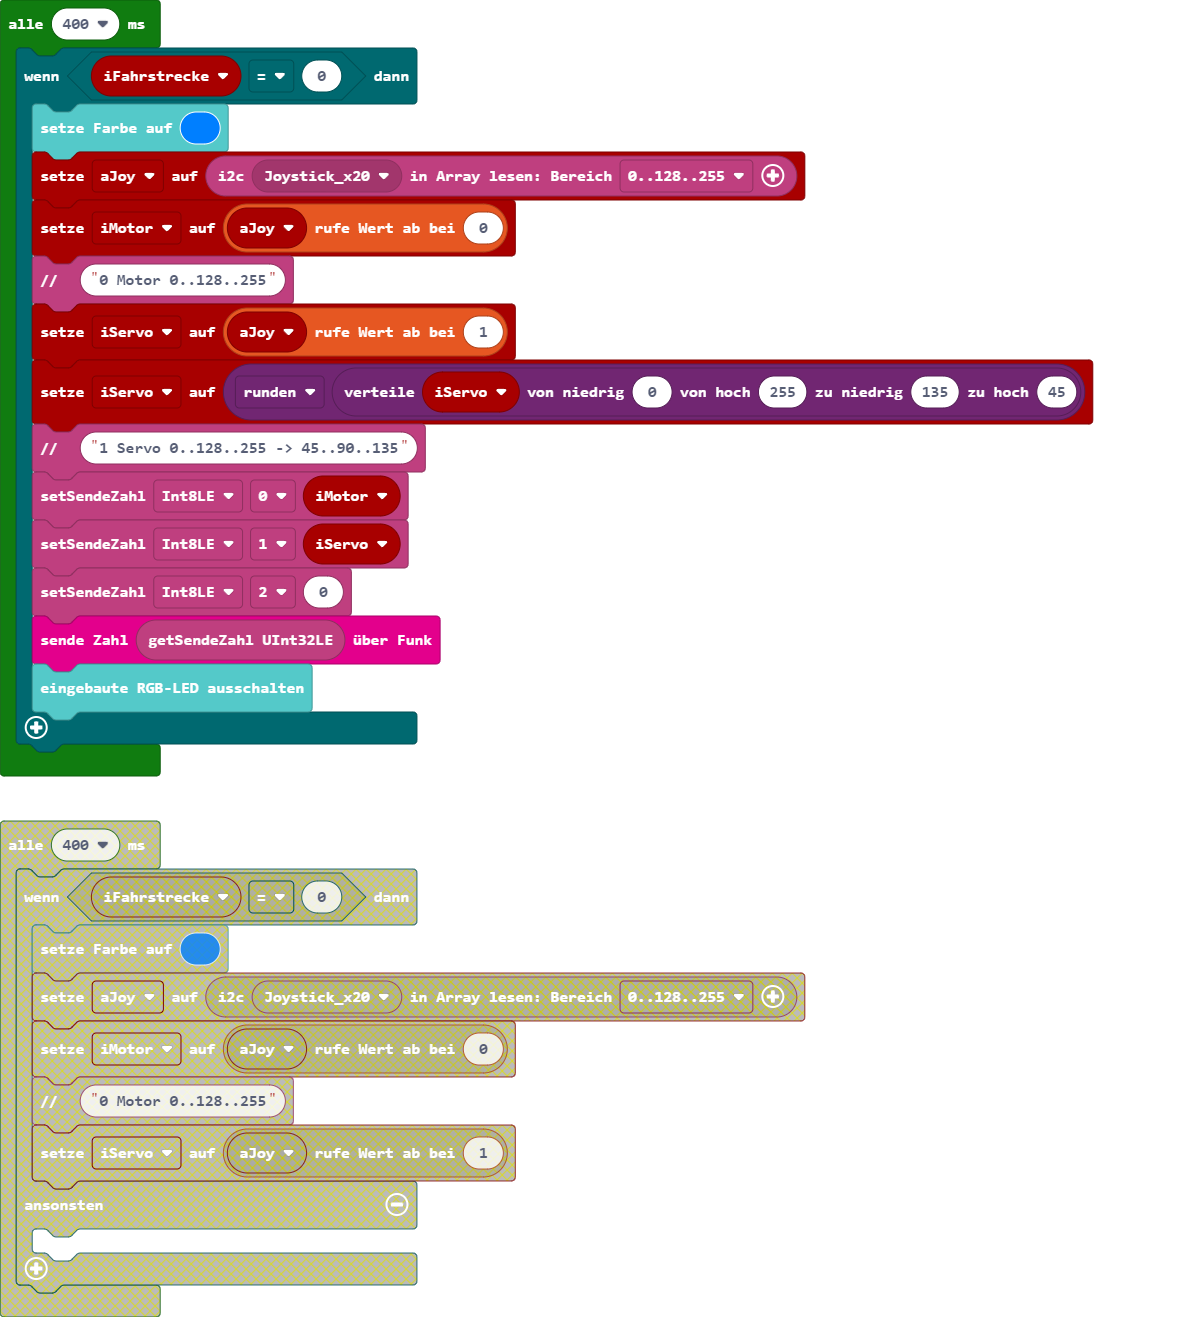 alle 400 ms
wenn iFahrstrecke = 0 dann
setze Farbe auf
setze aJoy auf i2c Joystick_x20 in Array lesen: Bereich 0..128..255
setze iMotor auf aJoy rufe Wert ab bei 0
// "0 Motor 0..128..255"
setze iServo auf aJoy rufe Wert ab bei 1
setze iServo auf runden verteile iServo von niedrig 0 von hoch 255 zu niedrig 135 zu hoch 45
// "1 Servo 0..128..255 -> 45..90..135"
setSendeZahl Int8LE 0 iMotor
setSendeZahl Int8LE 1 iServo
setSendeZahl Int8LE 2 0
sende Zahl getSendeZahl UInt32LE über Funk
eingebaute RGB-LED ausschalten
alle 400 ms
wenn iFahrstrecke = 0 dann
setze Farbe auf
setze aJoy auf i2c Joystick_x20 in Array lesen: Bereich 0..128..255
setze iMotor auf aJoy rufe Wert ab bei 0
// "0 Motor 0..128..255"
setze iServo auf aJoy rufe Wert ab bei 1
ansonsten